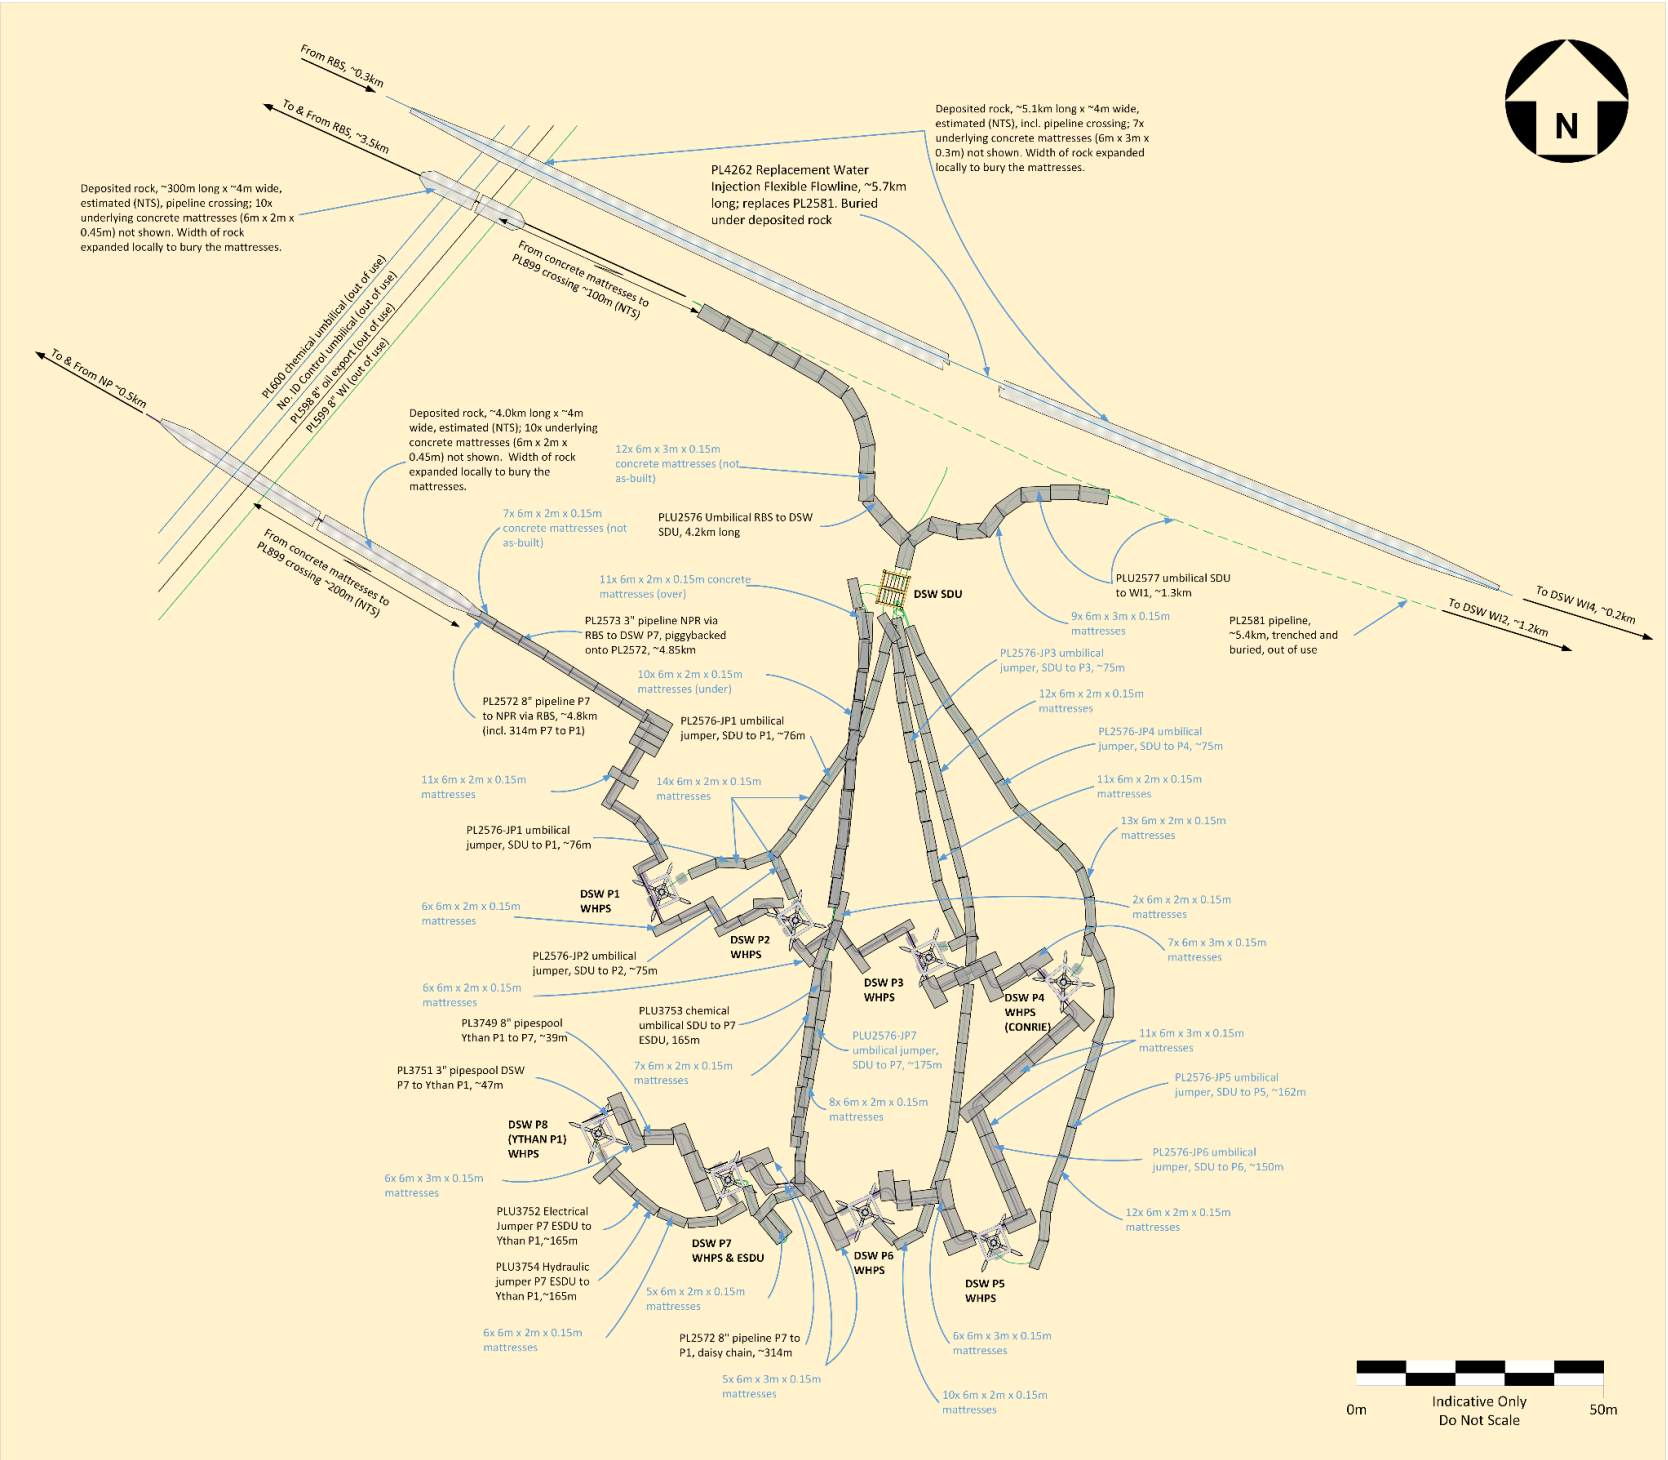 From RBS, ~0.3km
To & From RBS, ~3.5km
N
Deposited rock, ~5.1km long x ~4m wide,
estimated (NTS), incl. pipeline crossing; 7x
underlying concrete mattresses (6m x 3m x
0.3m) not shown. Width of rock expanded
locally to bury the mattresses.
PL4262 Replacement Water
Injection Flexible Flowline, ~5.7km
long; replaces PL2581. Buried
under deposited rock
Deposited rock, ~300m long x ~4m wide,
estimated (NTS), pipeline crossing; 10x
underlying concrete mattresses (6m x 2m x
0.45m) not shown. Width of rock
expanded locally to bury the mattresses.
From concrete mattresses to
PL899 crossing ~100m (NTS)
PL600 chemical umbilical (out of use)
No. ID Control umbilical (out of use)
PL598 8" oil export (out of use)
PL599 8" WI (out of use)
To & From NP ~0.5km
Deposited rock, ~4.0km long x ~4m
wide, estimated (NTS); 10x underlying
concrete mattresses (6m x 2m x
0.45m) not shown. Width of rock
expanded locally to bury the
mattresses.
12x 6m x 3m x 0.15m
concrete mattresses (not
as-built)
7x 6m x 2m x 0.15m
concrete mattresses (not
as-built)
PLU2576 Umbilical RBS to DSW
SDU, 4.2km long
From concrete mattresses to
PL899 crossing ~200m (NTS)
11x 6m x 2m x 0.15m concrete
mattresses (over)
DSW SDU
PLU2577 umbilical SDU
to WI1, ~1.3km
To DSW WI4, ~0.2km
To DSW WI2, ~1.2km
9x 6m x 3m x 0.15m
mattresses
PL2581 pipeline,
~5.4km, trenched and
buried, out of use
PL2573 3" pipeline NPR via
RBS to DSW P7, piggybacked
onto PL2572, ~4.85km
PL2576-JP3 umbilical
jumper, SDU to P3, ~75m
10x 6m x 2m x 0.15m
mattresses (under)
12x 6m x 2m x 0.15m
mattresses
PL2572 8" pipeline P7
to NPR via RBS, ~4.8km
(incl. 314m P7 to P1)
PL2576-JP1 umbilical
jumper, SDU to P1, ~76m
PL2576-JP4 umbilical
jumper, SDU to P4, ~75m
11x 6m x 2m x 0.15m
mattresses
14x 6m x 2m x 0.15m
mattresses
11x 6m x 2m x 0.15m
mattresses
13x 6m x 2m x 0.15m
mattresses
PL2576-JP1 umbilical
jumper, SDU to P1, ~76m
DSW P1
WHPS
6x 6m x 2m x 0.15m
mattresses
2x 6m x 2m x 0.15m
mattresses
DSW P2
WHPS
7x 6m x 3m x 0.15m
mattresses
PL2576-JP2 umbilical
jumper, SDU to P2, ~75m
DSW P3
WHPS
6x 6m x 2m x 0.15m
mattresses
DSW P4
WHPS
(CONRIE)
PL3749 8" pipespool
Ythan P1 to P7, ~39m
PLU3753 chemical
umbilical SDU to P7
ESDU, 165m
PLU2576-JP7
umbilical jumper,
SDU to P7, ~175m
11x 6m x 3m x 0.15m
mattresses
PL3751 3" pipespool DSW
P7 to Ythan P1, ~47m
7x 6m x 2m x 0.15m
mattresses
PL2576-JP5 umbilical
jumper, SDU to P5, ~162m
8x 6m x 2m x 0.15m
mattresses
DSW P8
(YTHAN P1)
WHPS
PL2576-JP6 umbilical
jumper, SDU to P6, ~150m
6x 6m x 3m x 0.15m
mattresses
PLU3752 Electrical
Jumper P7 ESDU to
Ythan P1,~165m
12x 6m x 2m x 0.15m
mattresses
DSW P7
WHPS & ESDU
DSW P6
WHPS
PLU3754 Hydraulic
jumper P7 ESDU to
Ythan P1,~165m
DSW P5
WHPS
5x 6m x 2m x 0.15m
mattresses
6x 6m x 2m x 0.15m
mattresses
PL2572 8" pipeline P7 to
P1, daisy chain, ~314m
6x 6m x 3m x 0.15m
mattresses
5x 6m x 3m x 0.15m
mattresses
10x 6m x 2m x 0.15m
mattresses
0m
Indicative Only
Do Not Scale
50m